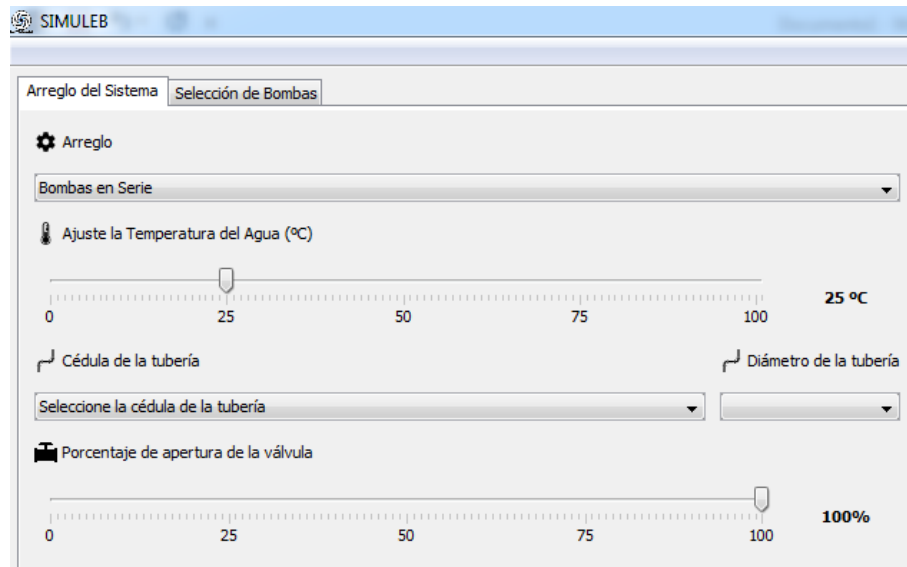 SIMULEB
Arreglo del Sistema Selección de Bombas
Arreglo
Bombas en Serie
Ajuste la Temperatura del Agua (ºC)
25 ºC
0 25 50 75 100
Cédula de la tubería Diámetro de la tubería
Seleccione la cédula de la tubería
Porcentaje de apertura de la válvula
100%
0 25 50 75 100